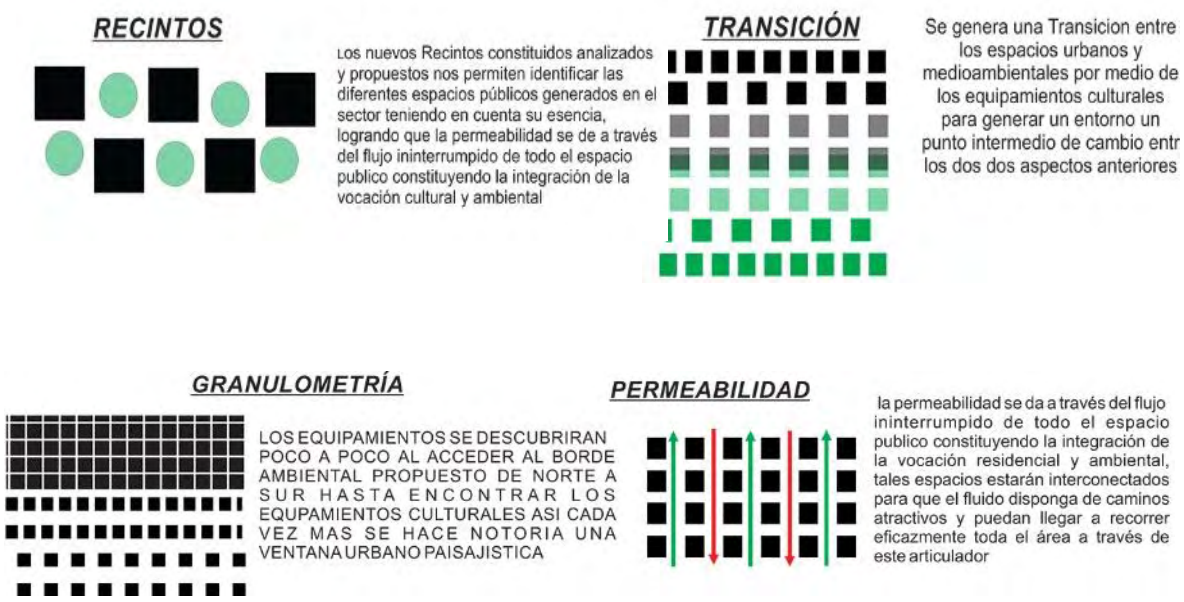 RECINTOS
Los nuevos Recintos constituidos analizados
y propuestos nos permiten identificar las
diferentes espacios públicos generados en el
sector teniendo en cuenta su esencia,
logrando que la permeabilidad se de a través
del flujo ininterrumpido de todo el espacio
publico constituyendo la integración de la
vocación cultural y ambiental
TRANSICIÓN
Se genera una Transicion entre
los espacios urbanos y
medioambientales por medio de
los equipamientos culturales
para generar un entorno un
punto intermedio de cambio entr
los dos dos aspectos anteriores
GRANULOMETRÍA
LOS EQUIPAMIENTOS SE DESCUBRIRAN
POCO A POCO AL ACCEDER AL BORDE
AMBIENTAL PROPUESTO DE NORTE A
SUR HASTA ENCONTRAR LOS
EQUPAMIENTOS CULTURALES ASI CADA
VEZ MAS SE HACE NOTORIA UNA
VENTANA URBANO PAISAJISTICA
PERMEABILIDAD
la permeabilidad se da a través del flujo
ininterrumpido de todo el espacio
publico constituyendo la integración de
la vocación residencial y ambiental,
tales espacios estarán interconectados
para que el fluido disponga de caminos
atractivos y puedan llegar a recorrer
eficazmente toda el área a través de
este articulador